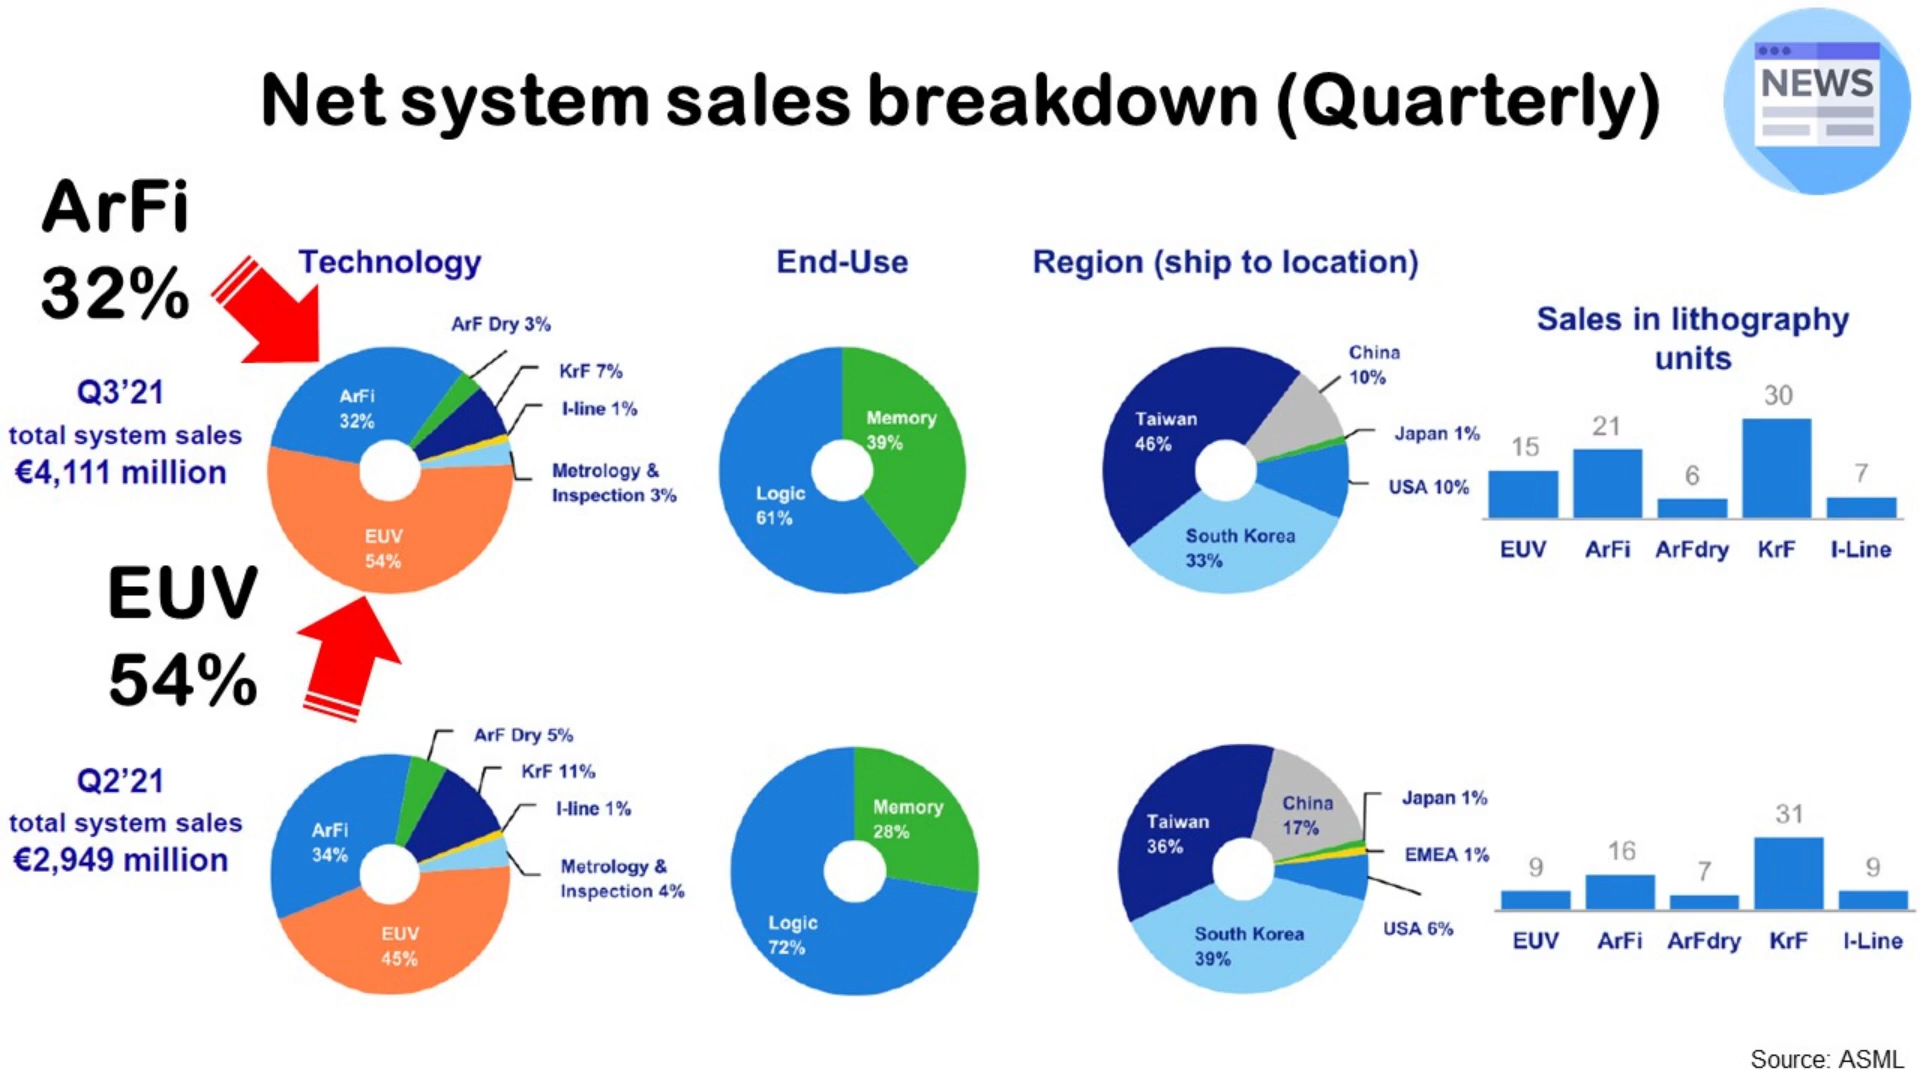 Net system sales breakdown (Quarterly)
NEWS
ArFi
32%
Technology
End-Use
Region (ship to location)
Sales in lithography
units
Q3’21
total system sales
€4,111 million
ArF Dry 3%
KrF 7%
I-line 1%
Metrology &
Inspection 3%
ArFi
32%
EUV
54%
Memory
39%
Logic
61%
Taiwan
46%
China
10%
Japan 1%
USA 10%
South Korea
33%
15
21
6
30
7
EUV
ArFi
ArFdry
KrF
I-Line
EUV
54%
Q2’21
total system sales
€2,949 million
ArF Dry 5%
KrF 11%
I-line 1%
Metrology &
Inspection 4%
ArFi
34%
EUV
45%
Memory
28%
Logic
72%
Taiwan
36%
China
17%
Japan 1%
EMEA 1%
USA 6%
South Korea
39%
9
16
7
31
9
EUV
ArFi
ArFdry
KrF
I-Line
Source: ASML